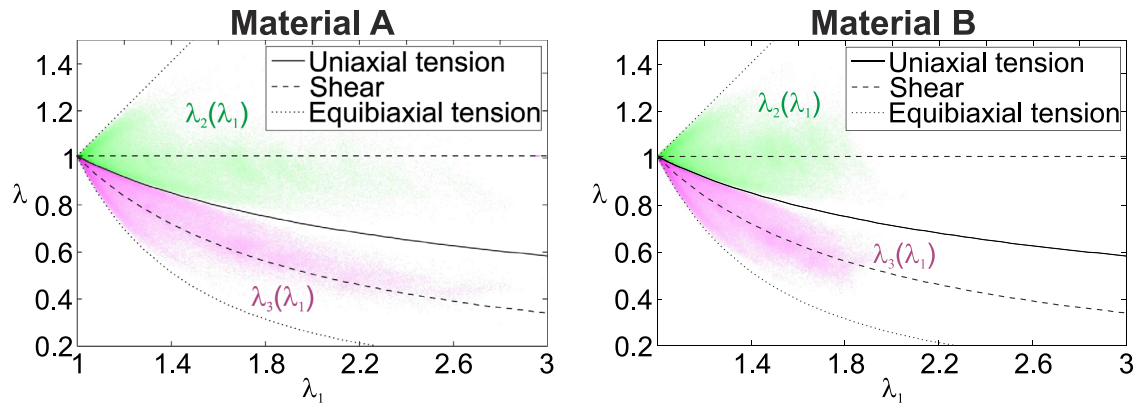 Material A
Uniaxial tension
Shear
Equibiaxial tension
λ₂(λ₁)
λ₃(λ₁)
1.4
1.2
1
0.8
0.6
0.4
0.2
λ
1
1.4
1.8
2.2
2.6
3
λ₁
Material B
Uniaxial tension
Shear
Equibiaxial tension
λ₂(λ₁)
λ₃(λ₁)
1.4
1.2
1
0.8
0.6
0.4
0.2
λ
1.4
1.8
2.2
2.6
3
λ₁